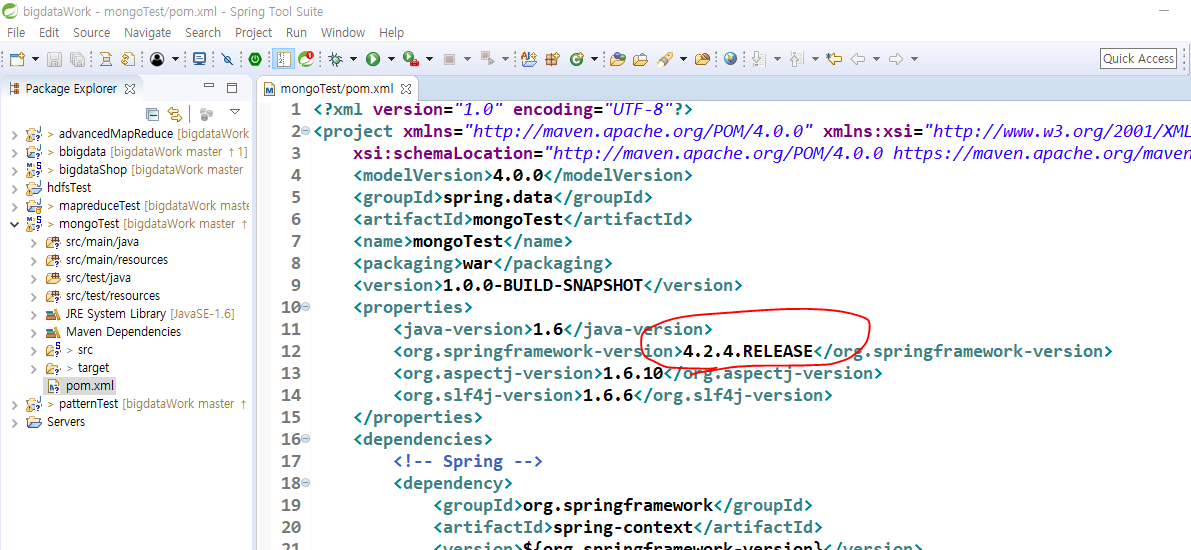 bigdataWork - mongoTest/pom.xml - Spring Tool Suite
File Edit Source Navigate Search Project Run Window Help
Quick Access
Package Explorer
mongoTest/pom.xml
> advancedMapReduce [bigdataWork
> bbigdata [bigdataWork master ↑1]
> bigdataShop [bigdataWork master
hdfsTest
> mapreduceTest [bigdataWork maste
> mongoTest [bigdataWork master ↑
> src/main/java
> src/main/resources
src/test/java
src/test/resources
JRE System Library [JavaSE-1.6]
Maven Dependencies
> src
> target
pom.xml
> patternTest [bigdataWork master ↑
Servers
1 <?xml version="1.0" encoding="UTF-8"?>
2 <project xmlns="http://maven.apache.org/POM/4.0.0" xmlns:xsi="http://www.w3.org/2001/XML
3 xsi:schemaLocation="http://maven.apache.org/POM/4.0.0 https://maven.apache.org/maven
4 <modelVersion>4.0.0</modelVersion>
5 <groupId>spring.data</groupId>
6 <artifactId>mongoTest</artifactId>
7 <name>mongoTest</name>
8 <packaging>war</packaging>
9 <version>1.0.0-BUILD-SNAPSHOT</version>
10 <properties>
11 <java-version>1.6</java-version>
12 <org.springframework-version>4.2.4.RELEASE</org.springframework-version>
13 <org.aspectj-version>1.6.10</org.aspectj-version>
14 <org.slf4j-version>1.6.6</org.slf4j-version>
15 </properties>
16 <dependencies>
17 <!-- Spring -->
18 <dependency>
19 <groupId>org.springframework</groupId>
20 <artifactId>spring-context</artifactId>
21 <version>${org.springframework-version}</version>